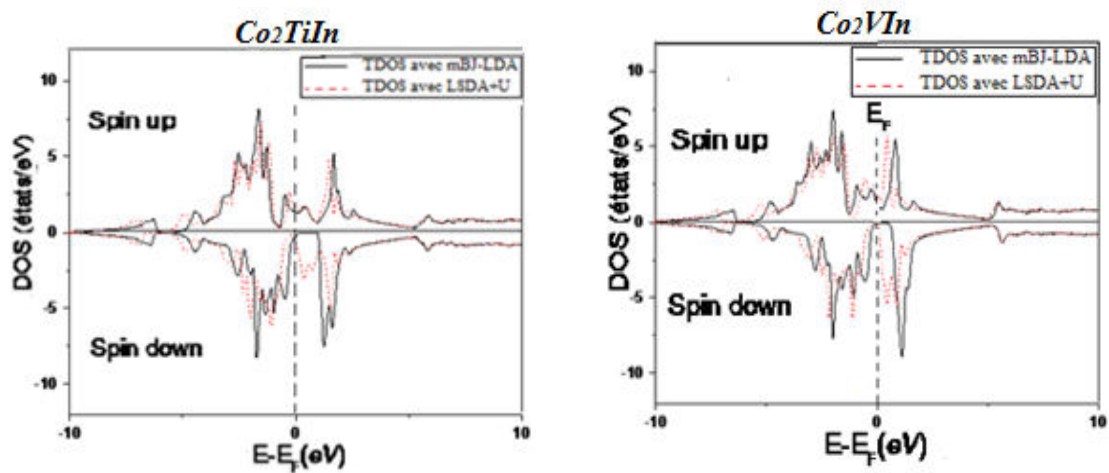 Co2TiIn
TDOS avec mBJ-LDA
TDOS avec LSDA+U
Spin up
Spin down
DOS (états/eV)
10
5
0
-5
-10
-10
0
10
E-EF(eV)
Co2VIn
TDOS avec mBJ-LDA
TDOS avec LSDA+U
EF
Spin up
Spin down
DOS (états/eV)
10
5
0
-5
-10
-10
0
10
E-EF(eV)